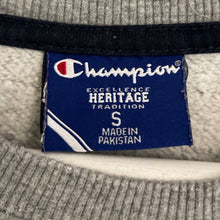 Champion
EXCELLENCE
HERITAGE
TRADITION
S
MADE IN
PAKISTAN